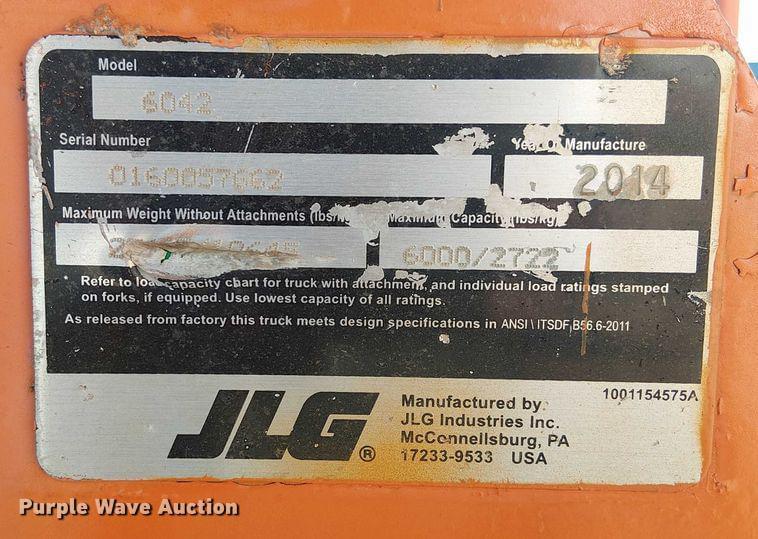 Model
6042
Serial Number
Year Of Manufacture
0160057662
2014
Maximum Weight Without Attachments
Maximum Capacity (lbs/kg)
6000/2722
* Refer to load capacity chart for truck with attachment, and individual load ratings stamped
on forks, if equipped. Use lowest capacity of all ratings.
As released from factory this truck meets design specifications in ANSI \ ITSDF B56.6-2011
JLG®
Manufactured by:
JLG Industries Inc.
McConnellsburg, PA
17233-9533 USA
1001154575A
Purple Wave Auction